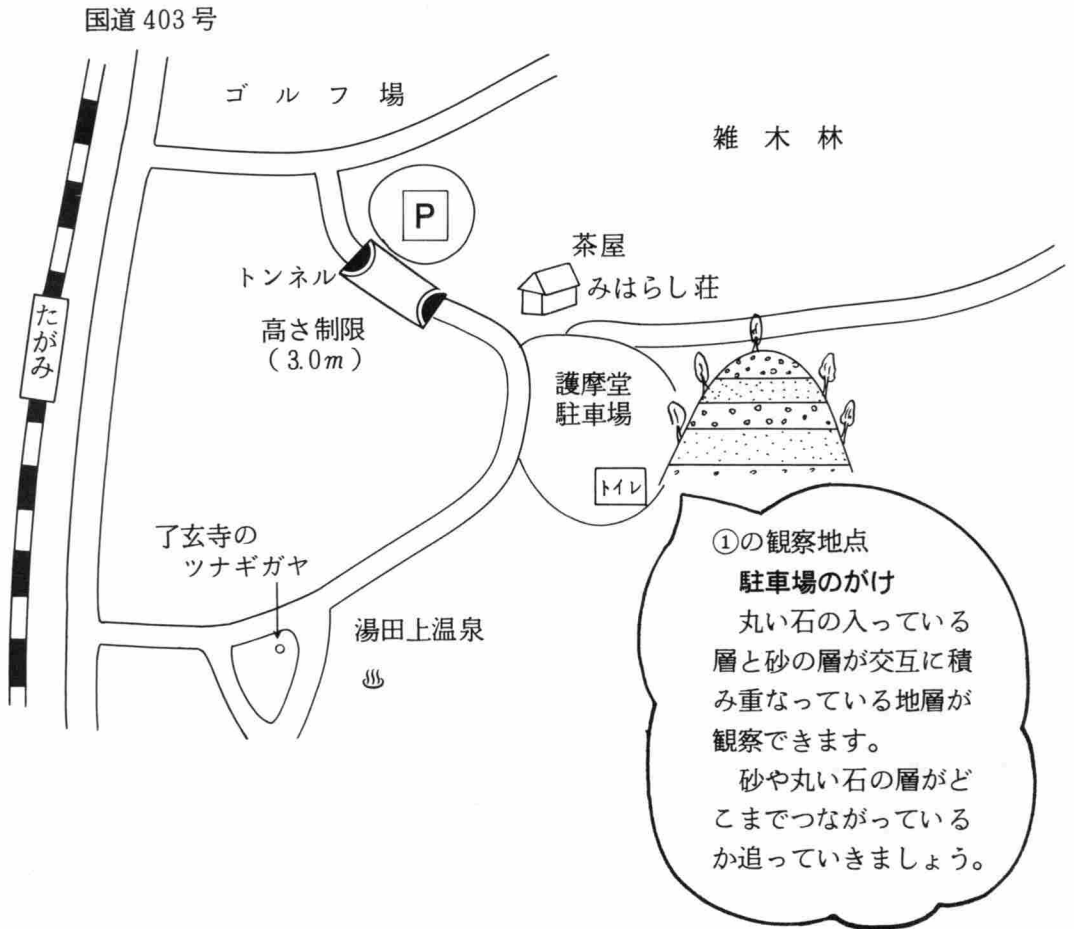 国道 403 号
ゴルフ場
雑木林
P
茶屋
みはらし荘
トンネル
高さ制限
(3.0m)
たがみ
護摩堂
駐車場
トイレ
了玄寺の
ツナギガヤ
湯田上温泉
①の観察地点
駐車場のがけ
丸い石の入っている
層と砂の層が交互に積
み重なっている地層が
観察できます。
砂や丸い石の層がど
こまでつながっている
か追っていきましょう。